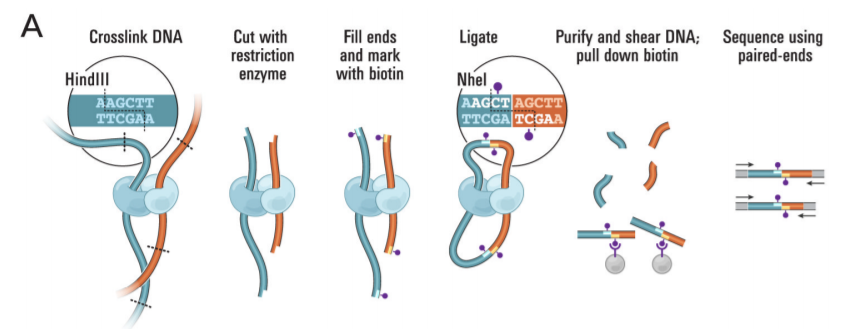 A
Crosslink DNA
HindIII
AAGCTT
TTCGAA
Cut with
restriction
enzyme
Fill ends
and mark
with biotin
Ligate
NheI
AAGCT AGCTT
TTCGA TCGAA
Purify and shear DNA;
pull down biotin
Sequence using
paired-ends